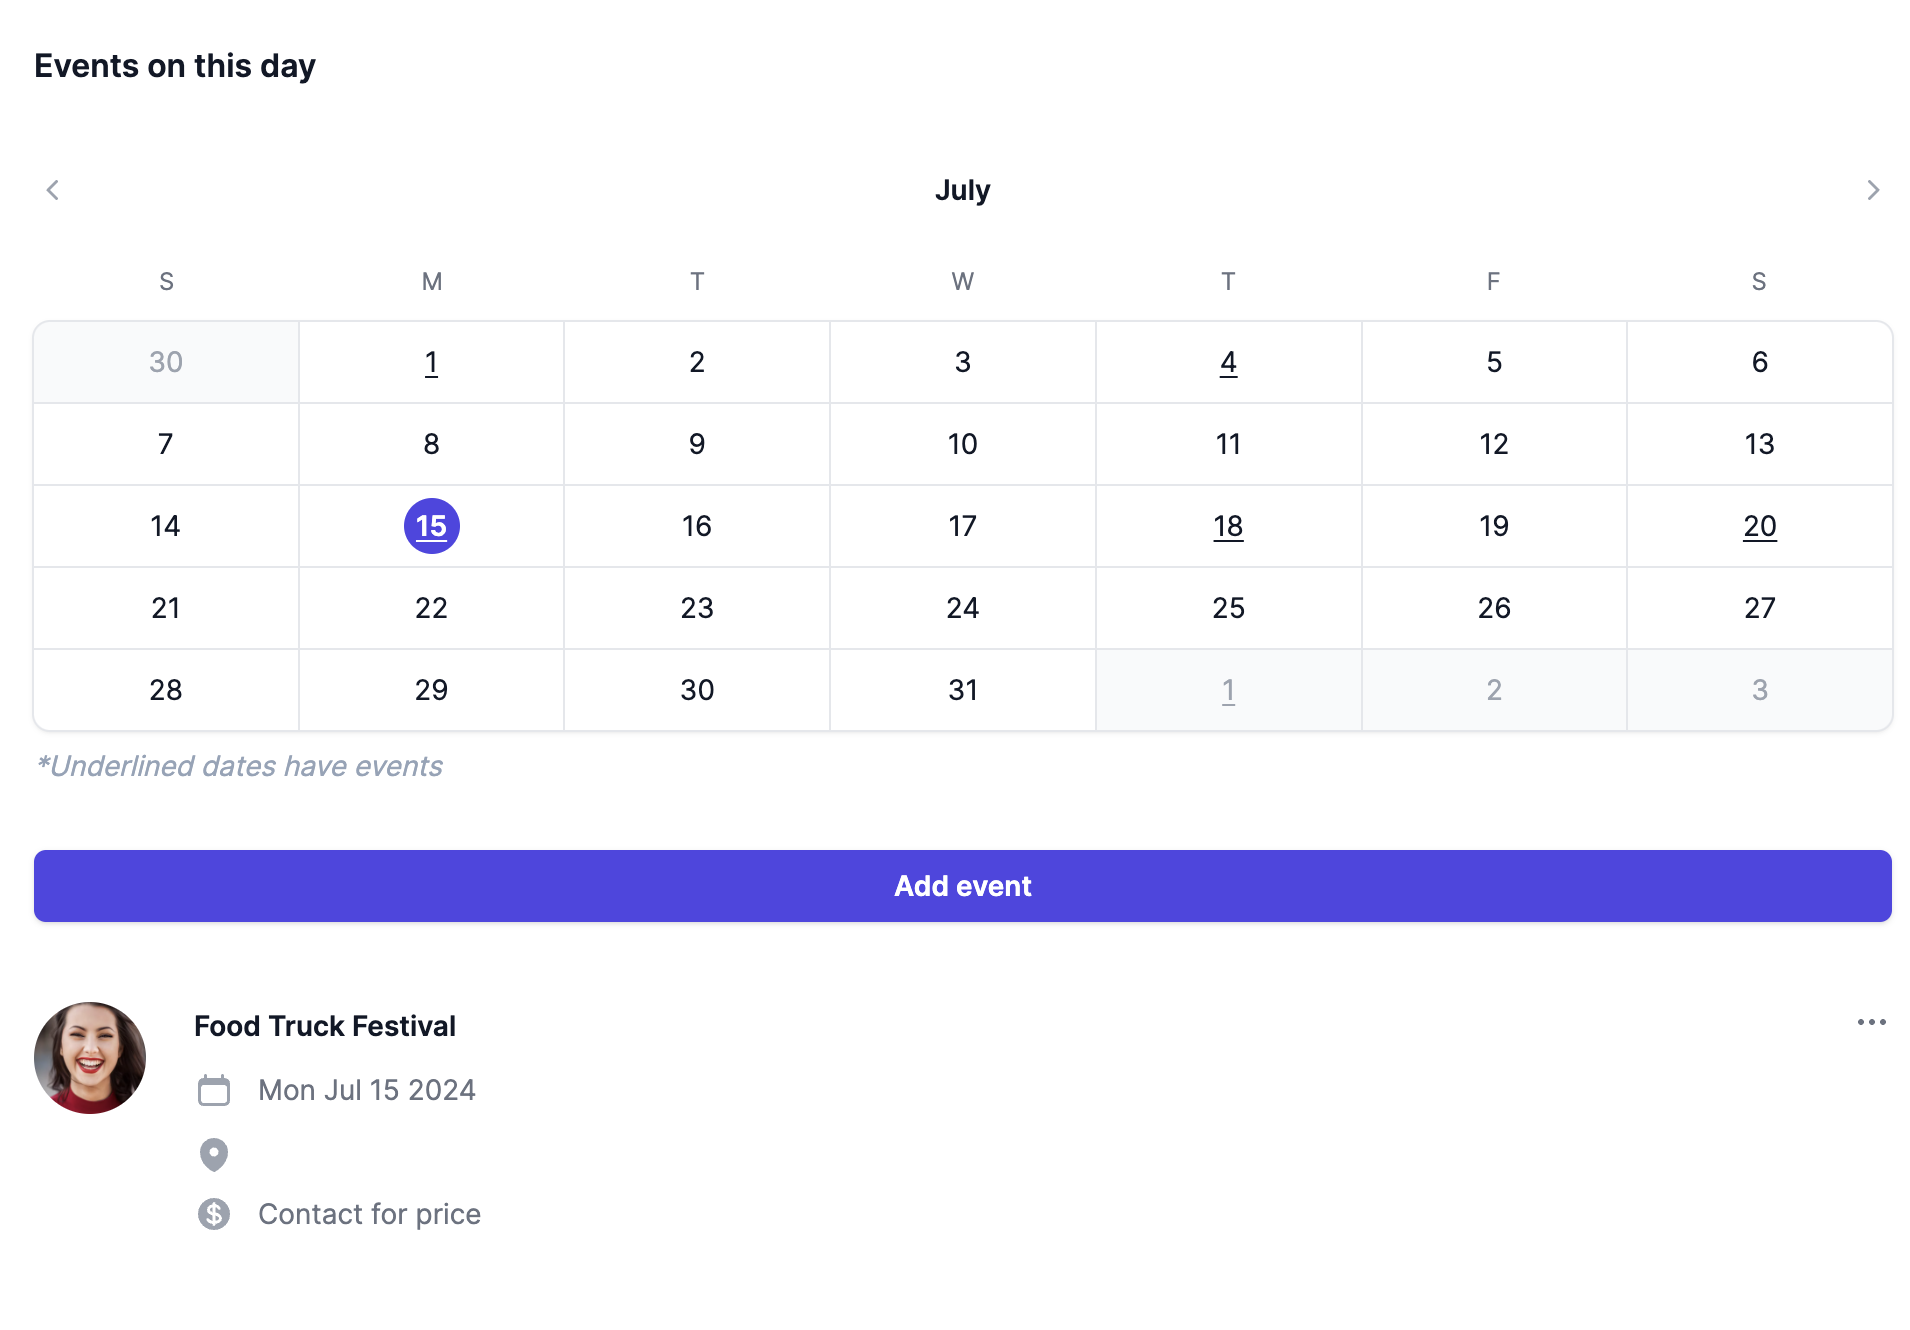 Events on this day
July
S M T W T F S
30 1 2 3 4 5 6
7 8 9 10 11 12 13
14 15 16 17 18 19 20
21 22 23 24 25 26 27
28 29 30 31 1 2 3
*Underlined dates have events
Add event
Food Truck Festival
Mon Jul 15 2024
$ Contact for price